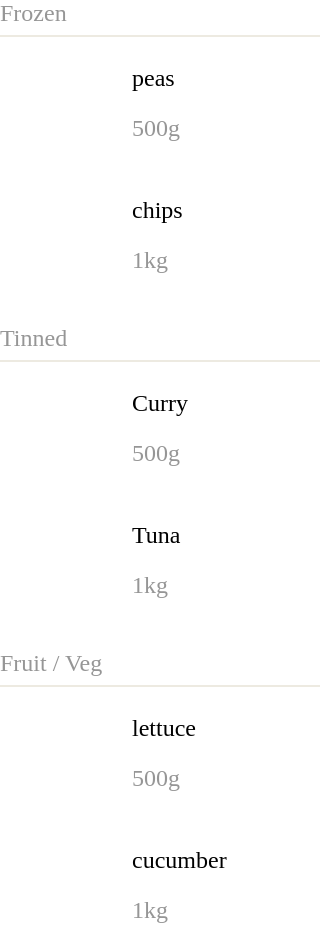 Frozen
peas
500g
chips
1kg
Tinned
Curry
500g
Tuna
1kg
Fruit / Veg
lettuce
500g
cucumber
1kg